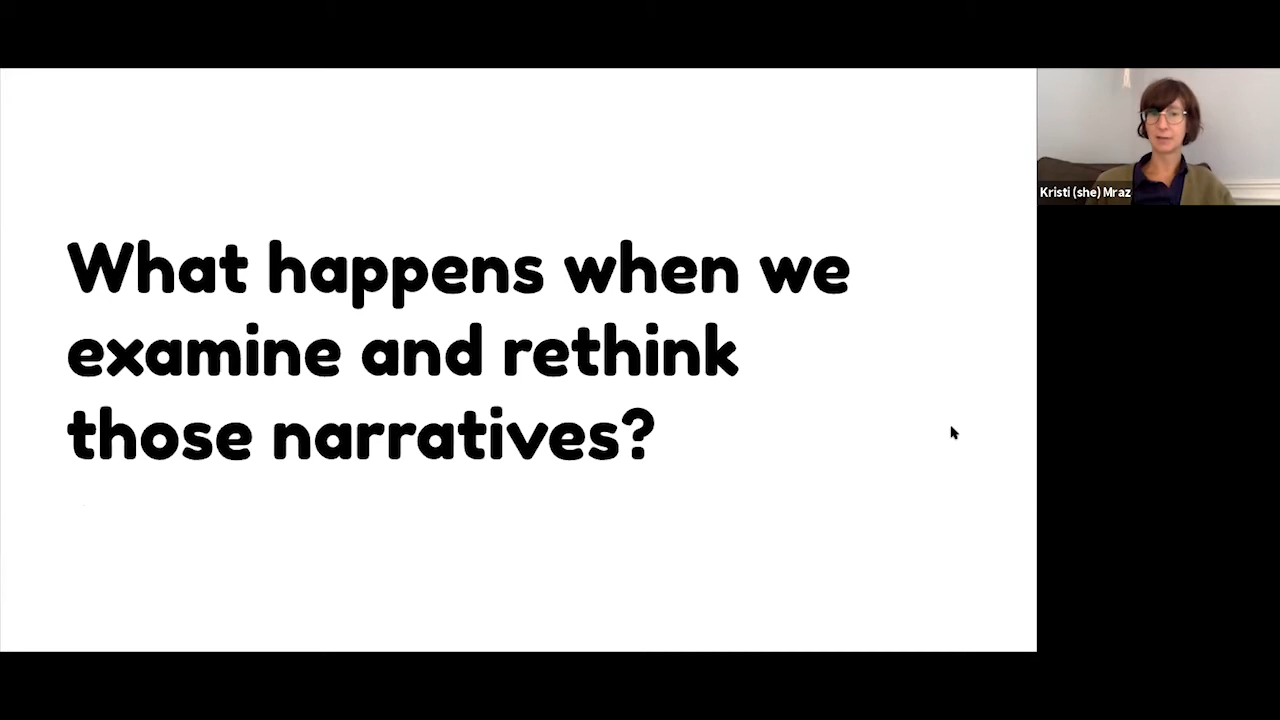 What happens when we
examine and rethink
those narratives?
Kristi (she) Mraz